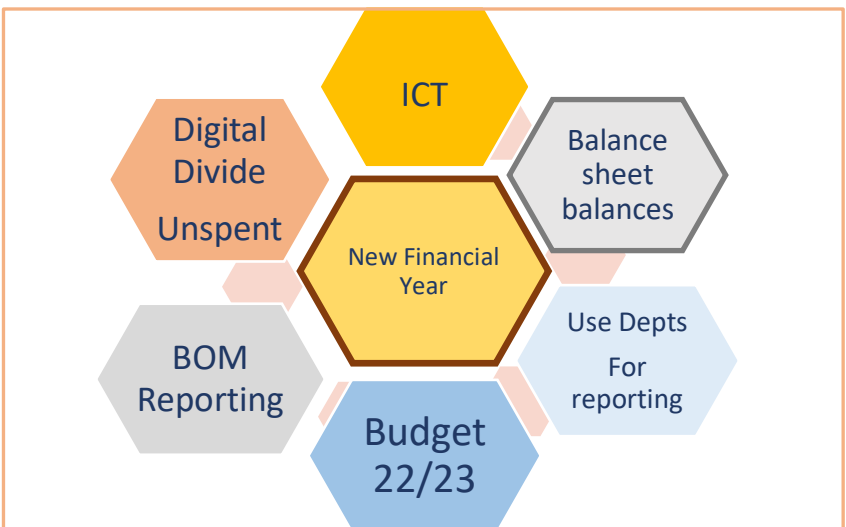 ICT
Balance
sheet
balances
Digital
Divide
Unspent
New Financial
Year
Use Depts
For
reporting
BOM
Reporting
Budget
22/23